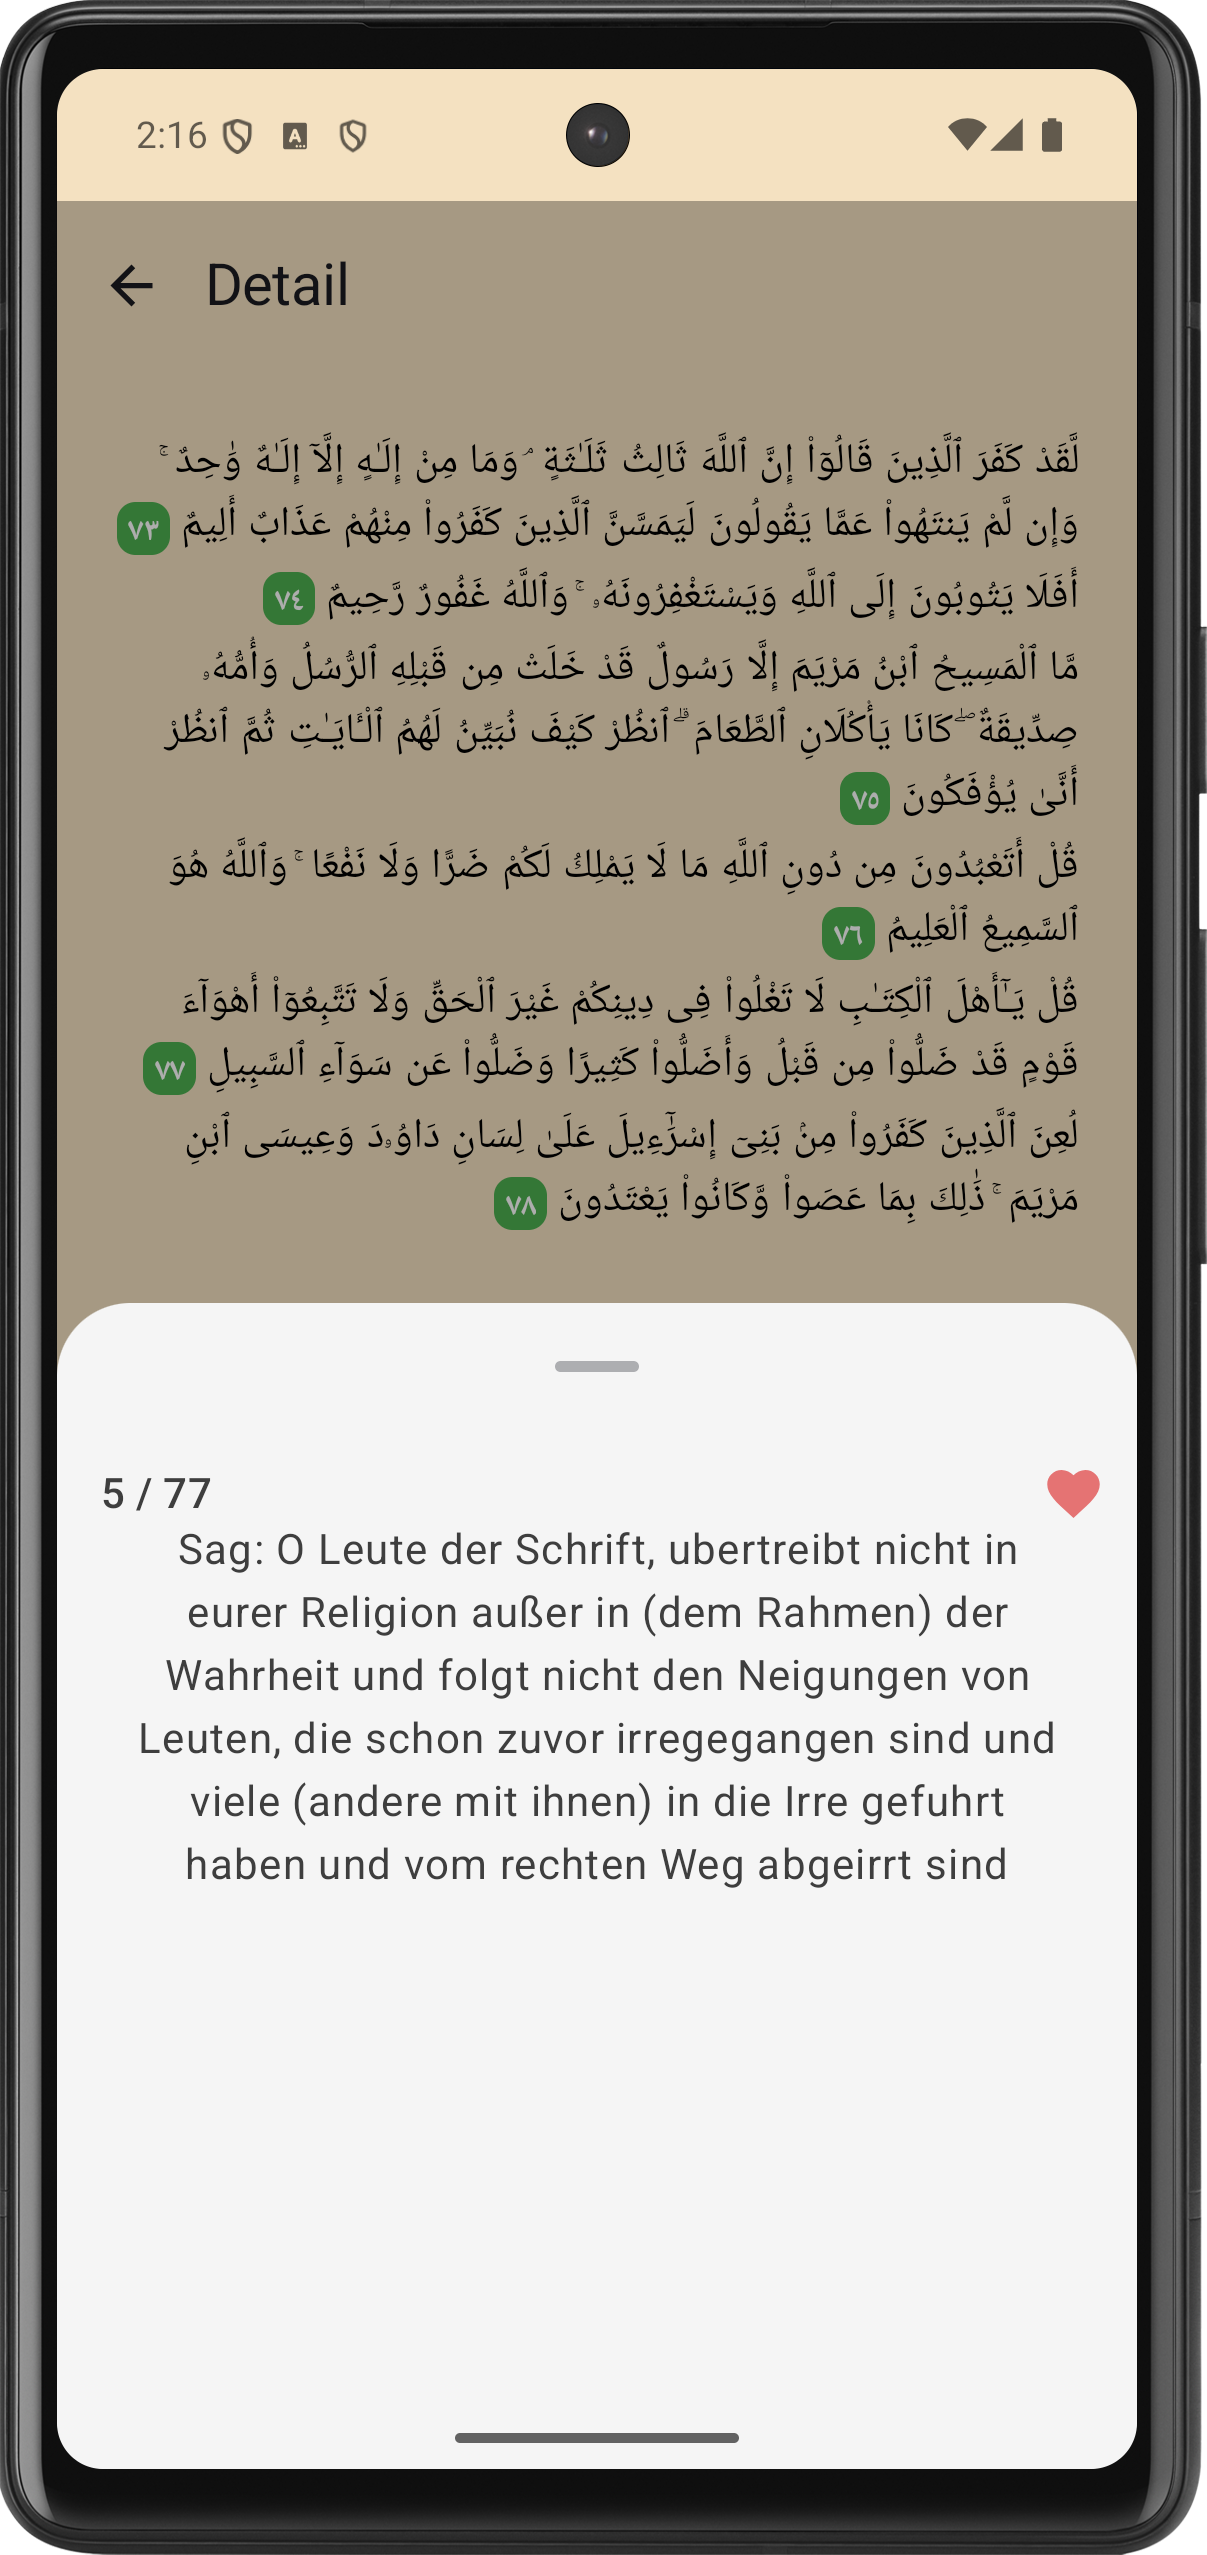 2:16
Detail
لَّقَدْ كَفَرَ ٱلَّذِينَ قَالُوٓا۟ إِنَّ ٱللَّهَ ثَالِثُ ثَلَـٰثَةٍ ۘ وَمَا مِنْ إِلَـٰهٍ إِلَّآ إِلَـٰهٌ وَٰحِدٌ ۚ
وَإِن لَّمْ يَنتَهُوا۟ عَمَّا يَقُولُونَ لَيَمَسَّنَّ ٱلَّذِينَ كَفَرُوا۟ مِنْهُمْ عَذَابٌ أَلِيمٌ ٧٣
أَفَلَا يَتُوبُونَ إِلَى ٱللَّهِ وَيَسْتَغْفِرُونَهُۥ ۚ وَٱللَّهُ غَفُورٌ رَّحِيمٌ ٧٤
مَّا ٱلْمَسِيحُ ٱبْنُ مَرْيَمَ إِلَّا رَسُولٌ قَدْ خَلَتْ مِن قَبْلِهِ ٱلرُّسُلُ وَأُمُّهُۥ
صِدِّيقَةٌ ۖ كَانَا يَأْكُلَانِ ٱلطَّعَامَ ۗ ٱنظُرْ كَيْفَ نُبَيِّنُ لَهُمُ ٱلْـَٔايَـٰتِ ثُمَّ ٱنظُرْ
أَنَّىٰ يُؤْفَكُونَ ٧٥
قُلْ أَتَعْبُدُونَ مِن دُونِ ٱللَّهِ مَا لَا يَمْلِكُ لَكُمْ ضَرًّا وَلَا نَفْعًا ۚ وَٱللَّهُ هُوَ
ٱلسَّمِيعُ ٱلْعَلِيمُ ٧٦
قُلْ يَـٰٓأَهْلَ ٱلْكِتَـٰبِ لَا تَغْلُوا۟ فِى دِينِكُمْ غَيْرَ ٱلْحَقِّ وَلَا تَتَّبِعُوٓا۟ أَهْوَآءَ
قَوْمٍ قَدْ ضَلُّوا۟ مِن قَبْلُ وَأَضَلُّوا۟ كَثِيرًا وَضَلُّوا۟ عَن سَوَآءِ ٱلسَّبِيلِ ٧٧
لُعِنَ ٱلَّذِينَ كَفَرُوا۟ مِنۢ بَنِىٓ إِسْرَٰٓءِيلَ عَلَىٰ لِسَانِ دَاوُۥدَ وَعِيسَى ٱبْنِ
مَرْيَمَ ۚ ذَٰلِكَ بِمَا عَصَوا۟ وَّكَانُوا۟ يَعْتَدُونَ ٧٨
5 / 77
Sag: O Leute der Schrift, ubertreibt nicht in
eurer Religion außer in (dem Rahmen) der
Wahrheit und folgt nicht den Neigungen von
Leuten, die schon zuvor irregegangen sind und
viele (andere mit ihnen) in die Irre gefuhrt
haben und vom rechten Weg abgeirrt sind